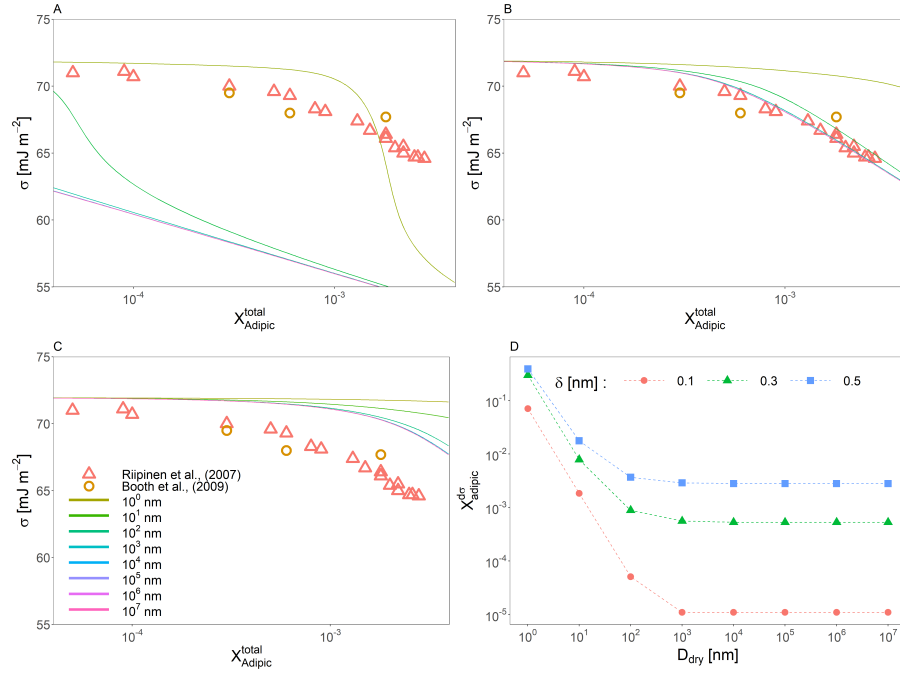 A
75
70
65
60
55
σ [mJ m⁻²]
10⁻⁴
10⁻³
X^total_Adipic
B
75
70
65
60
55
σ [mJ m⁻²]
10⁻⁴
10⁻³
X^total_Adipic
C
75
70
65
60
55
σ [mJ m⁻²]
Riipinen et al., (2007)
Booth et al., (2009)
10⁰ nm
10¹ nm
10² nm
10³ nm
10⁴ nm
10⁵ nm
10⁶ nm
10⁷ nm
10⁻⁴
10⁻³
X^total_Adipic
D
δ [nm] : 0.1 0.3 0.5
10⁻¹
10⁻²
10⁻³
10⁻⁴
10⁻⁵
X^dσ_adipic
10⁰ 10¹ 10² 10³ 10⁴ 10⁵ 10⁶ 10⁷
D_dry [nm]